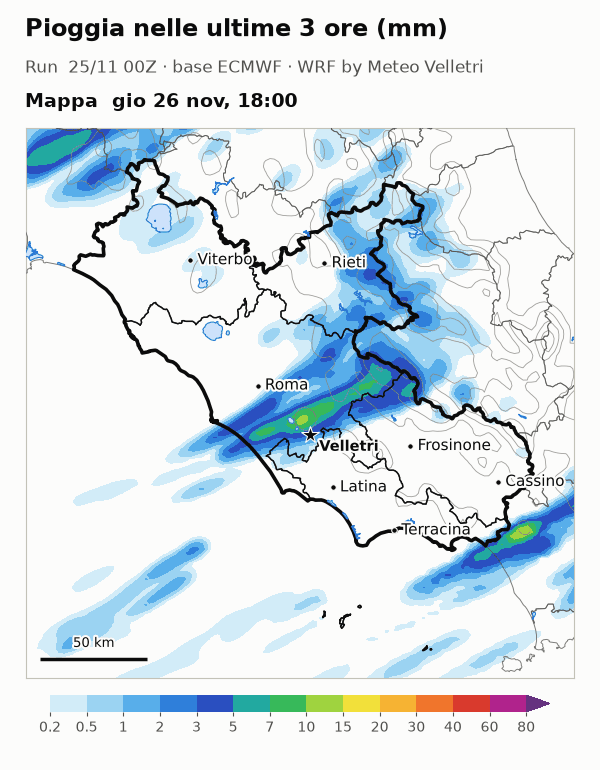 Pioggia nelle ultime 3 ore (mm)
Run 25/11 00Z · base ECMWF · WRF by Meteo Velletri
Mappa gio 26 nov, 18:00
Viterbo
Rieti
Roma
Velletri
Frosinone
Latina
Cassino
Terracina
50 km
0.2 0.5 1 2 3 5 7 10 15 20 30 40 60 80